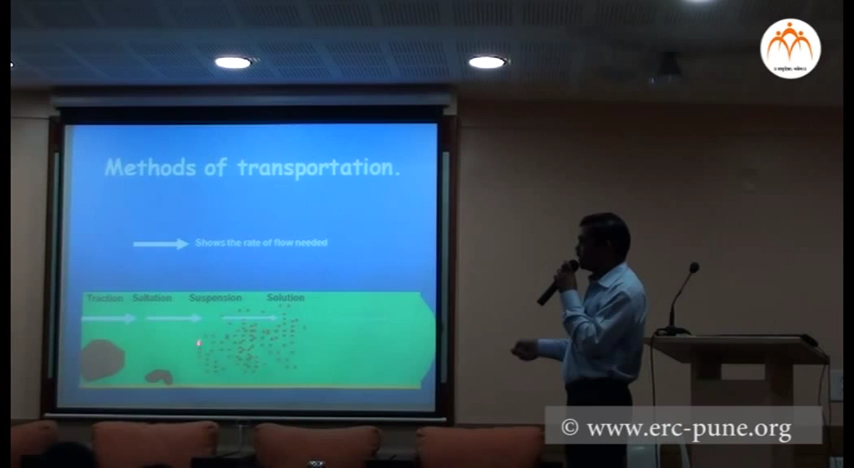 Methods of transportation.
Shows the rate of flow needed
Traction Saltation Suspension Solution
© www.erc-pune.org